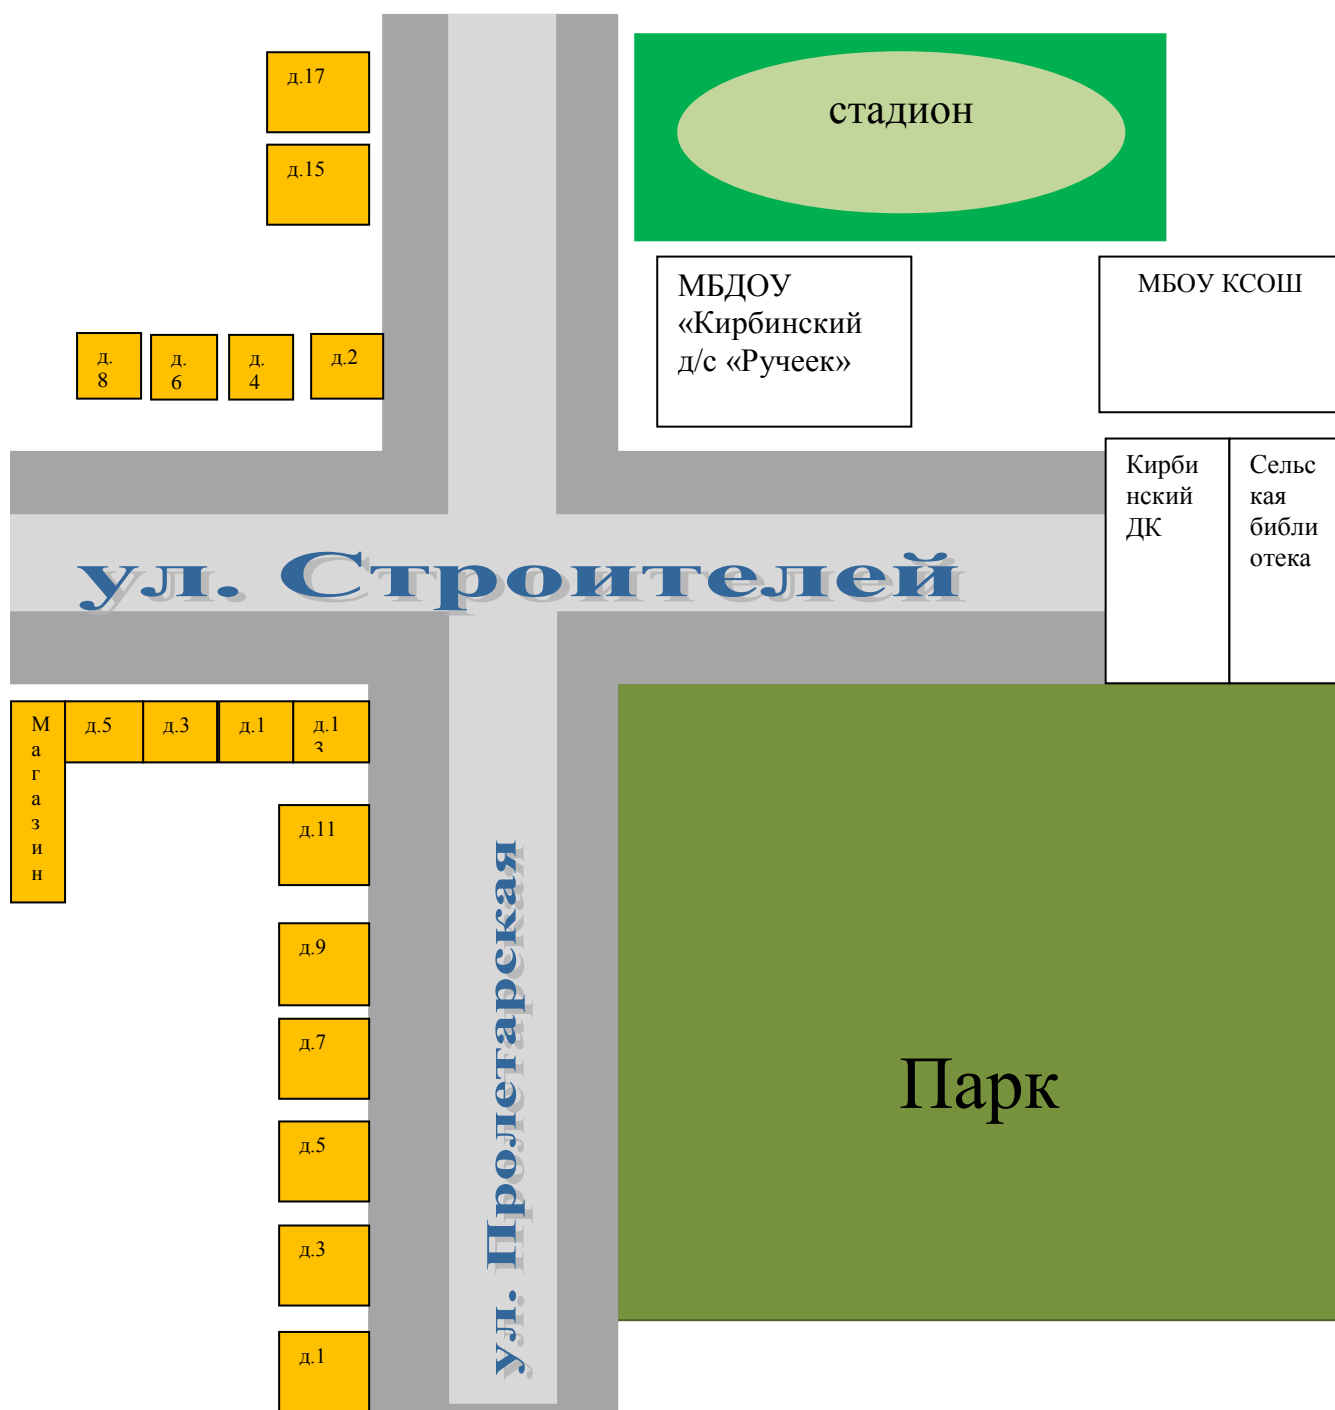 д.17
стадион
д.15
МБДОУ
«Кирбинский
д/с «Ручеек»
МБОУ КСОШ
д.
8
д.
6
д.
4
д.2
Кирби
нский
ДК
Сельс
кая
библи
отека
ул. Строителей
М
а
г
а
з
и
н
д.5
д.3
д.1
д.1
3
д.11
д.9
д.7
д.5
д.3
д.1
ул. Пролетарская
Парк